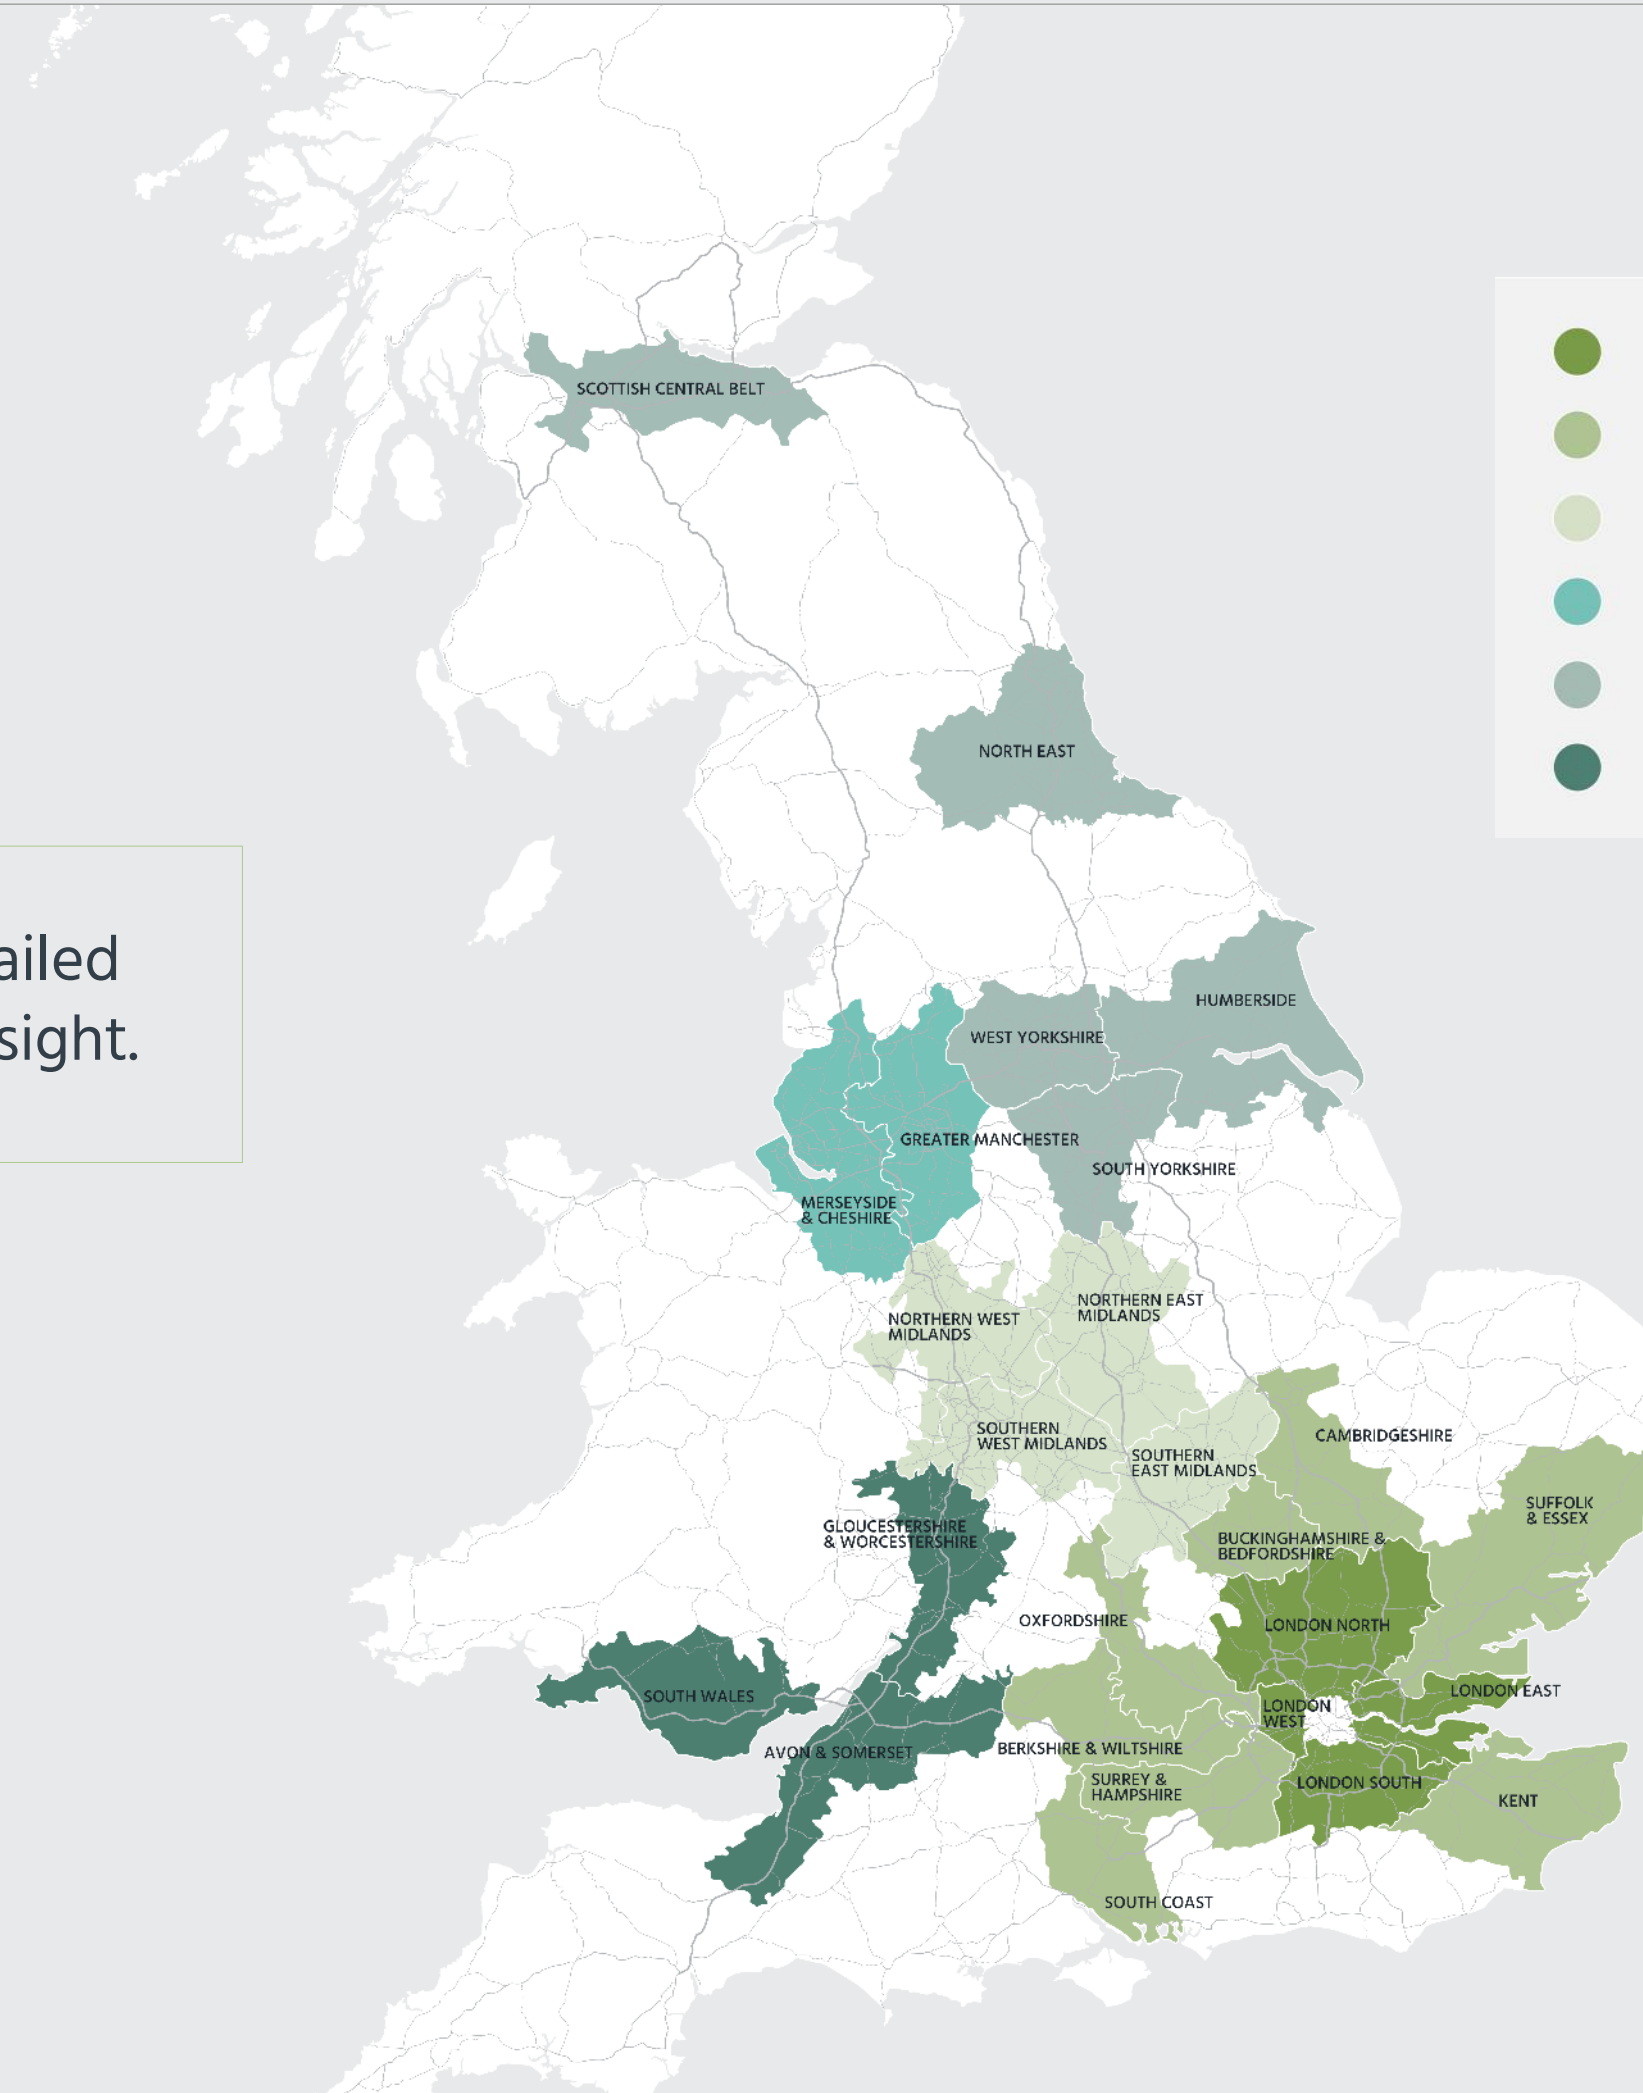 SCOTTISH CENTRAL BELT
NORTH EAST
ailed
sight.
HUMBERSIDE
WEST YORKSHIRE
GREATER MANCHESTER
SOUTH YORKSHIRE
MERSEYSIDE
& CHESHIRE
NORTHERN EAST
MIDLANDS
NORTHERN WEST
MIDLANDS
SOUTHERN
WEST MIDLANDS
CAMBRIDGESHIRE
SOUTHERN
EAST MIDLANDS
SUFFOLK
& ESSEX
GLOUCESTERSHIRE
& WORCESTERSHIRE
BUCKINGHAMSHIRE &
BEDFORDSHIRE
OXFORDSHIRE
LONDON NORTH
SOUTH WALES
LONDON EAST
LONDON
WEST
AVON & SOMERSET
BERKSHIRE & WILTSHIRE
SURREY &
HAMPSHIRE
LONDON SOUTH
KENT
SOUTH COAST